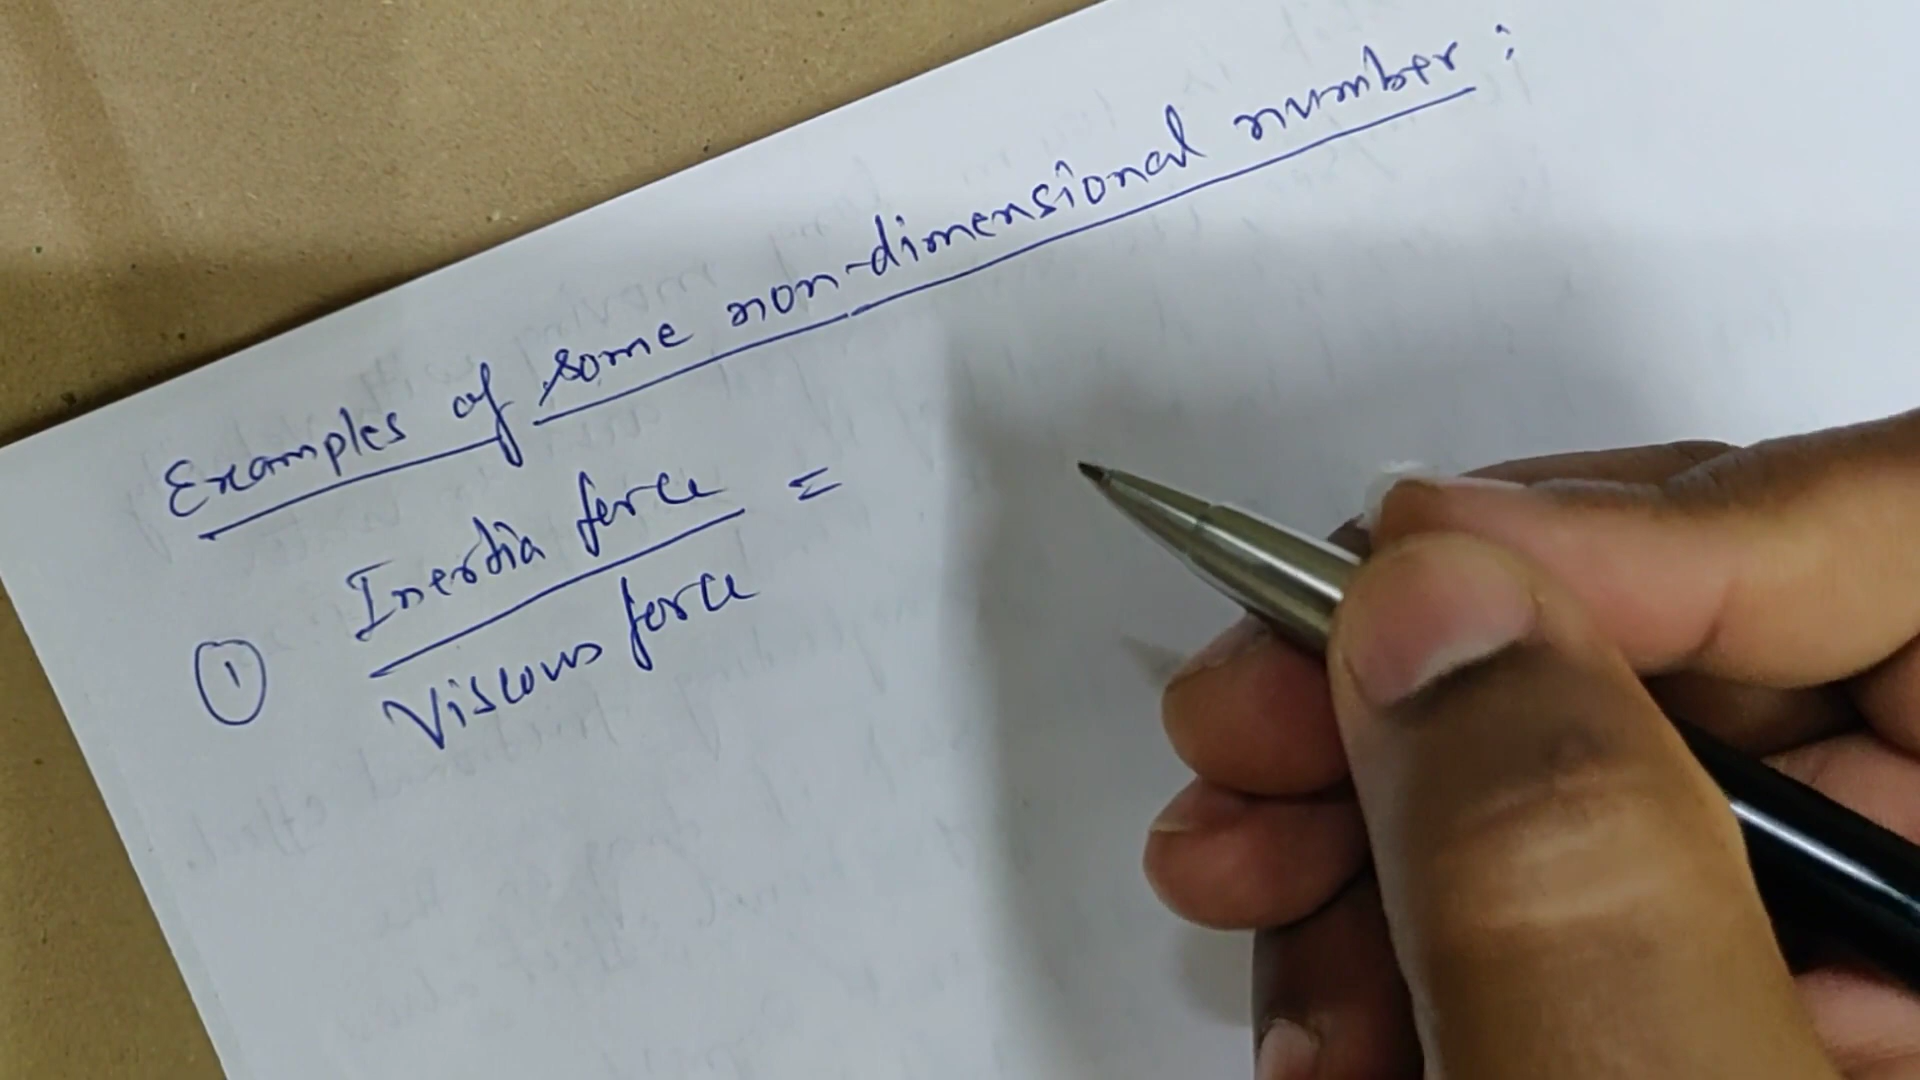 Examples of some non-dimensional number :
① Inertia force =
Viscous force